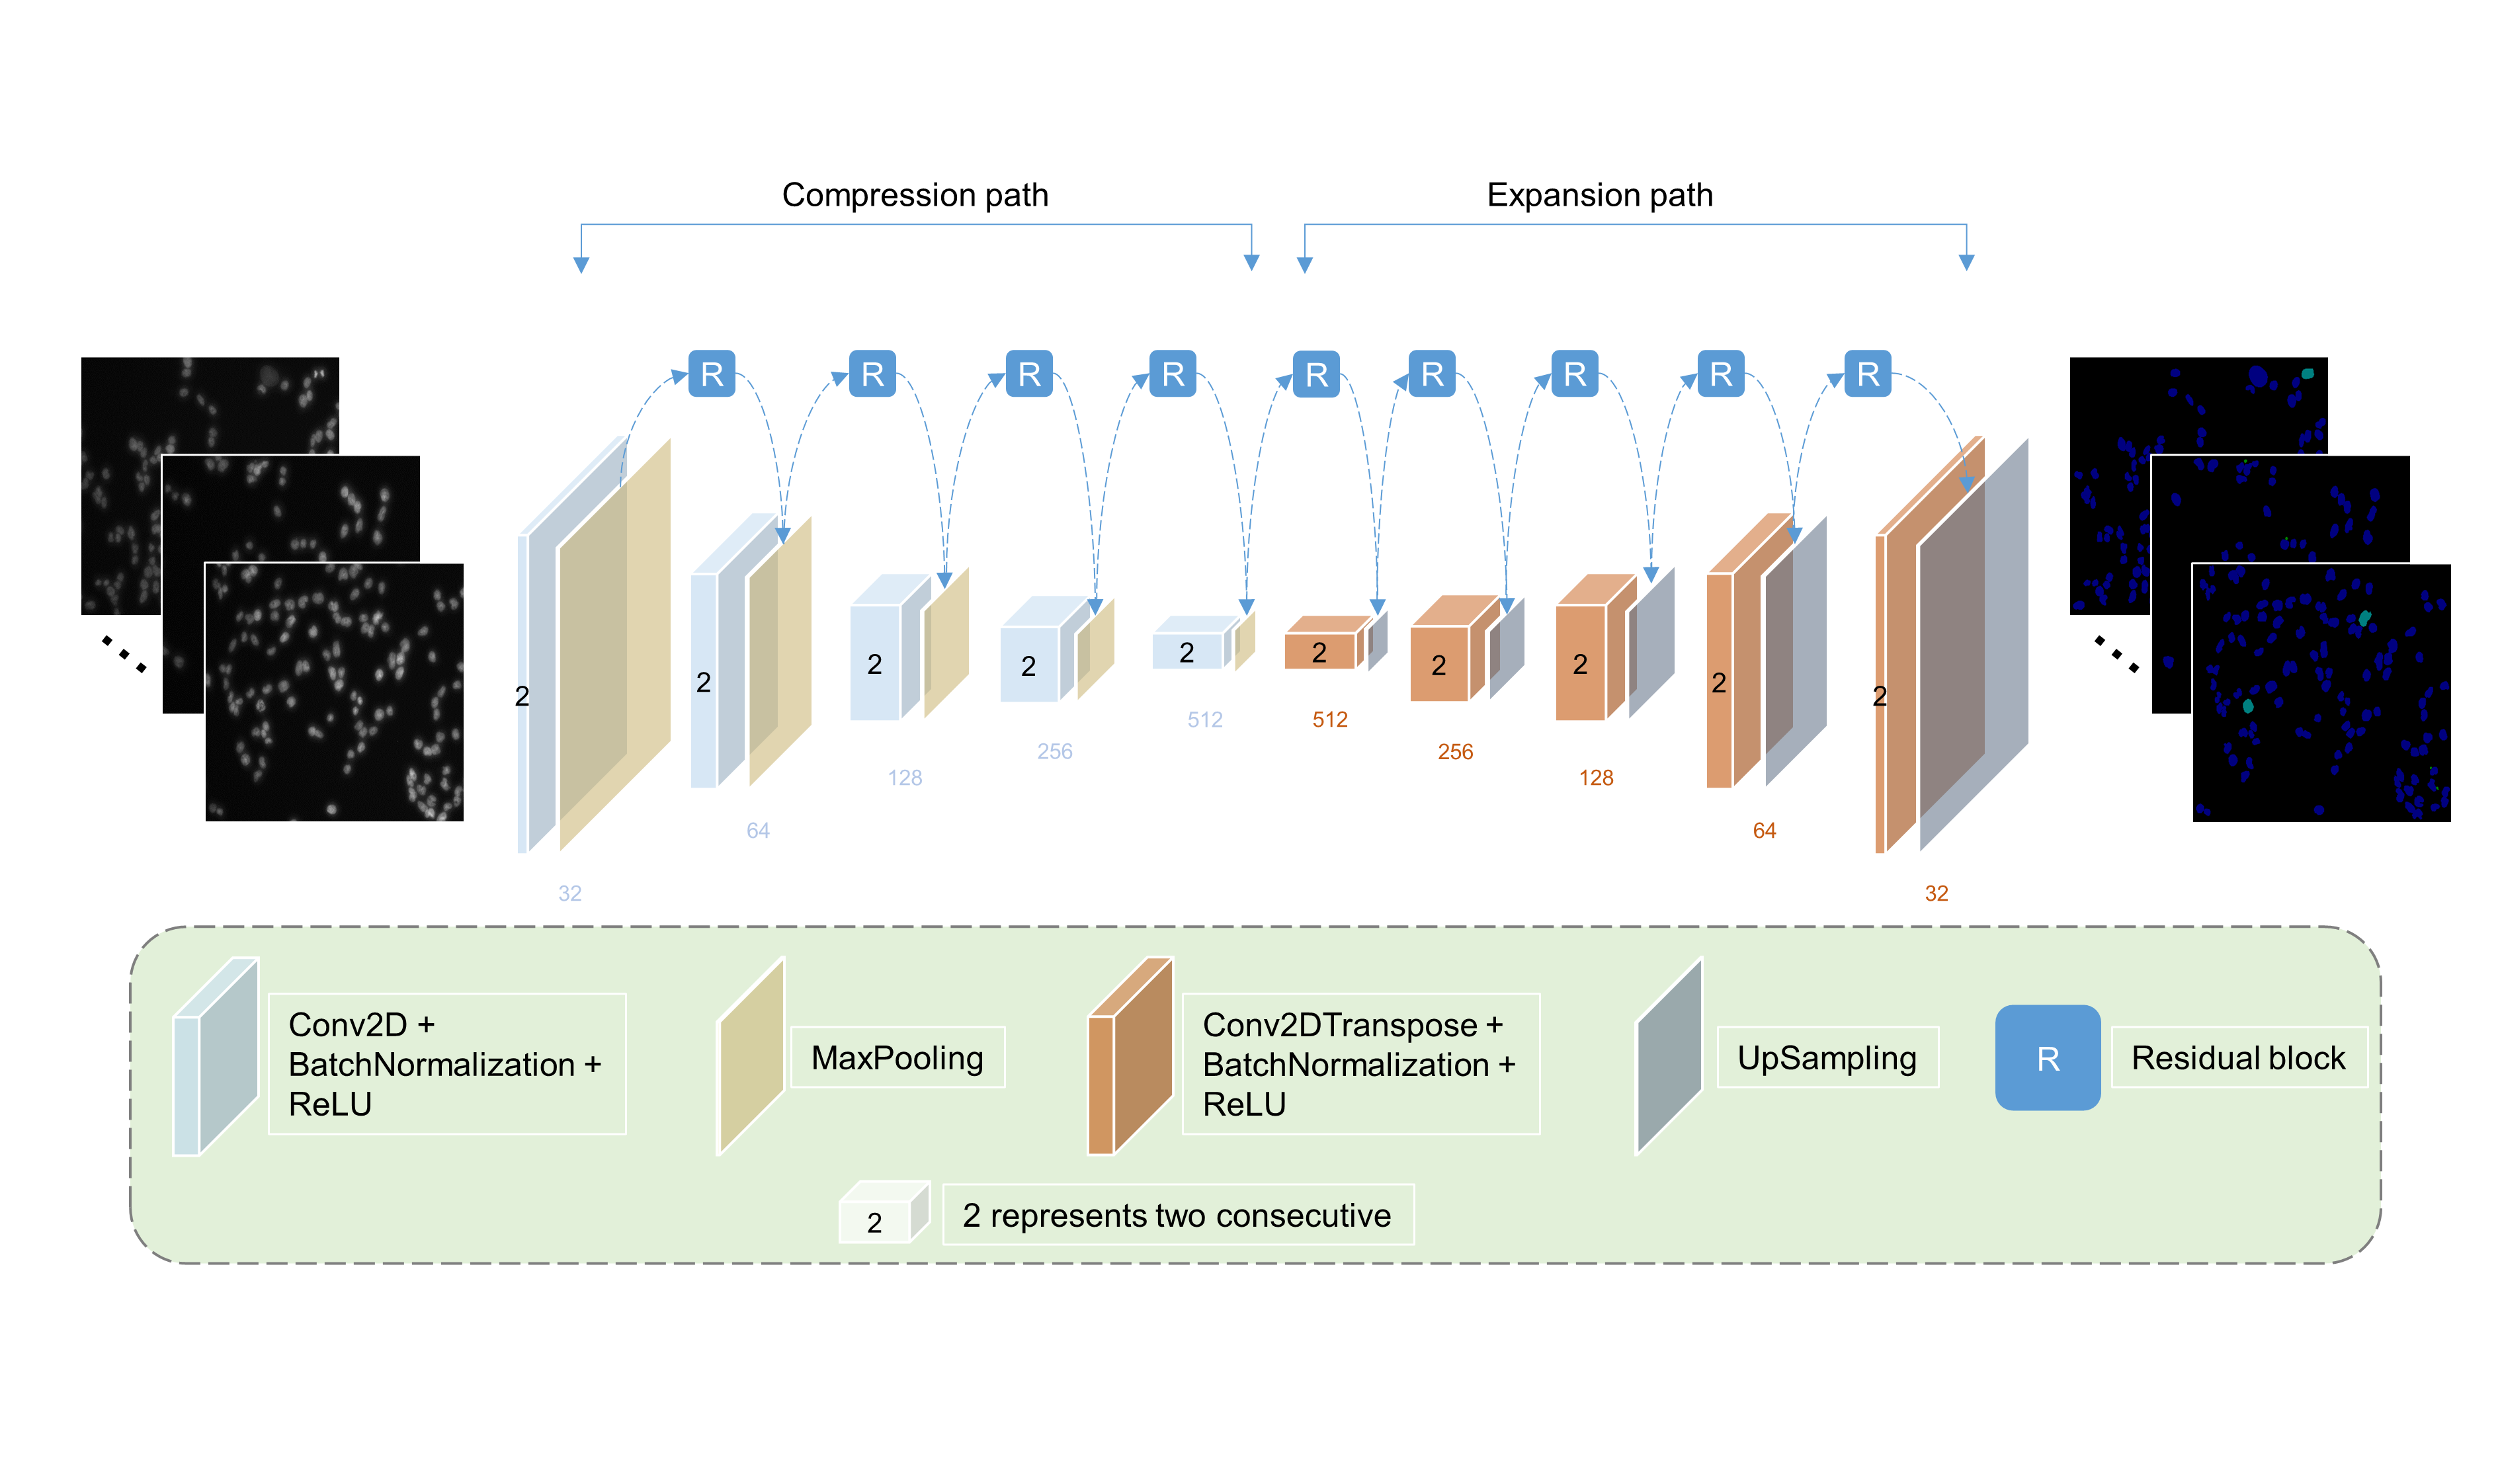 Compression path
Expansion path
R R R R R R R R R
2 2 2 2 2 2 2 2 2 2
512 512
256 256
128 128
64 64
32 32
Conv2D +
BatchNormalization +
ReLU
MaxPooling
Conv2DTranspose +
BatchNormalization +
ReLU
UpSampling
R
Residual block
2
2 represents two consecutive